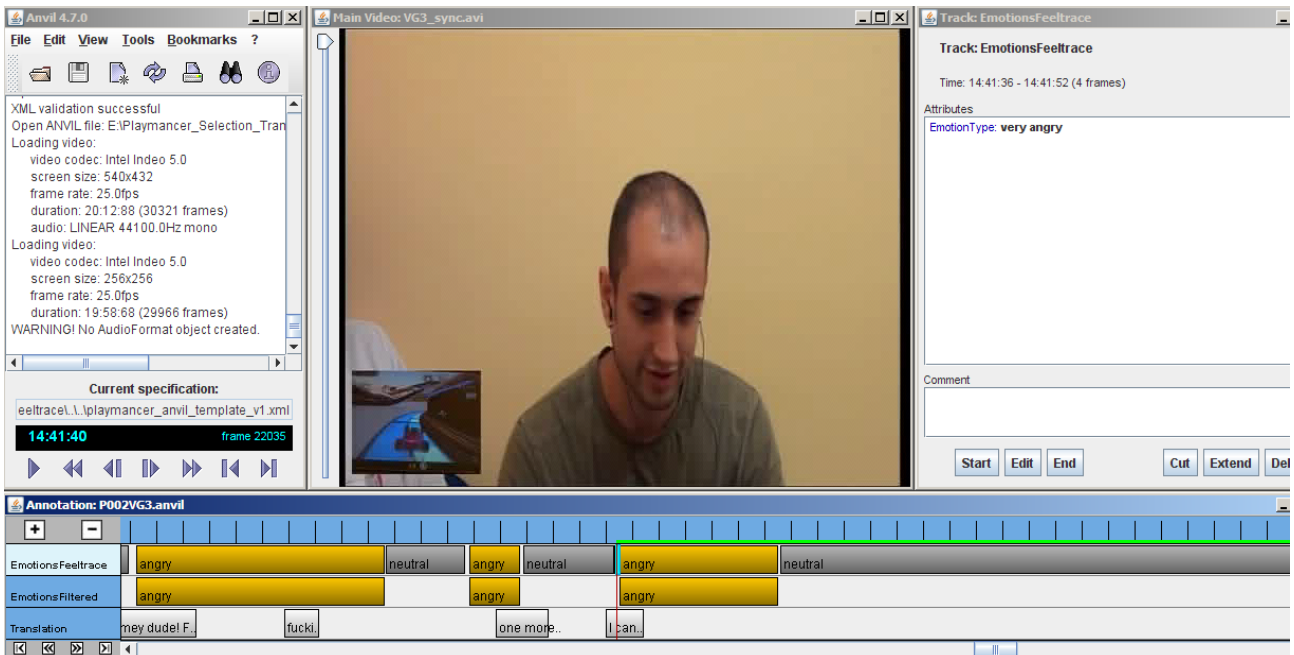 Anvil 4.7.0
File Edit View Tools Bookmarks ?
XML validation successful
Open ANVIL file: E:\Playmancer_Selection_Tran
Loading video:
video codec: Intel Indeo 5.0
screen size: 540x432
frame rate: 25.0fps
duration: 20:12:88 (30321 frames)
audio: LINEAR 44100.0Hz mono
Loading video:
video codec: Intel Indeo 5.0
screen size: 256x256
frame rate: 25.0fps
duration: 19:58:68 (29966 frames)
WARNING! No AudioFormat object created.
Current specification:
eeltrace\..\..\playmancer_anvil_template_v1.xml
14:41:40 frame 22035
Main Video: VG3_sync.avi
Track: EmotionsFeeltrace
Track: EmotionsFeeltrace
Time: 14:41:36 - 14:41:52 (4 frames)
Attributes
EmotionType: very angry
Comment
Start Edit End Cut Extend Del
Annotation: P002VG3.anvil
EmotionsFeeltrace angry neutral angry neutral angry neutral
EmotionsFiltered angry angry angry
Translation mey dude! F.. fucki.. one more.. I can..